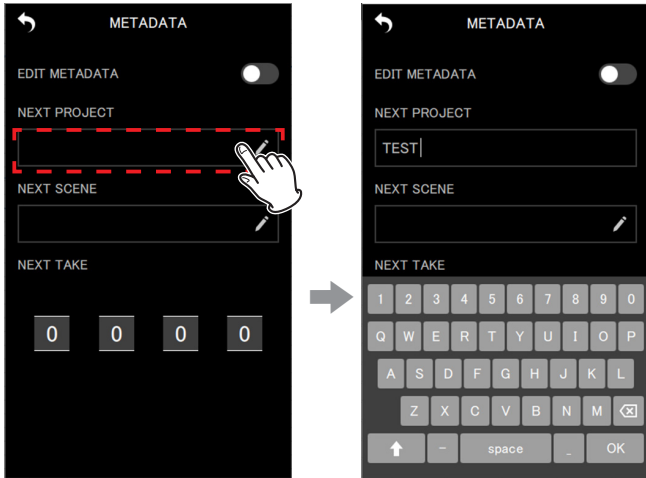 METADATA
EDIT METADATA
NEXT PROJECT
NEXT SCENE
NEXT TAKE
0 0 0 0
METADATA
EDIT METADATA
NEXT PROJECT
TEST
NEXT SCENE
NEXT TAKE
1 2 3 4 5 6 7 8 9 0
Q W E R T Y U I O P
A S D F G H J K L
Z X C V B N M
- space _ OK